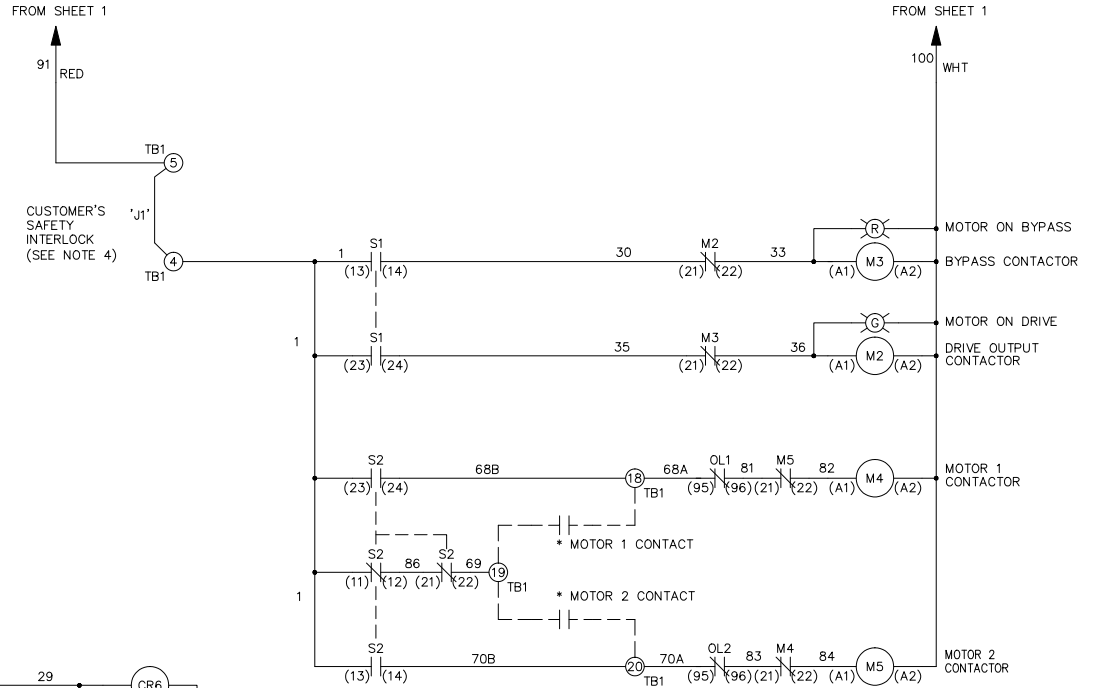 FROM SHEET 1
FROM SHEET 1
91
RED
100
WHT
TB1
5
CUSTOMER'S
SAFETY
INTERLOCK
(SEE NOTE 4)
'J1'
4
TB1
1
S1
(13) (14)
30
M2
(21) (22)
33
R
MOTOR ON BYPASS
(A1) M3 (A2)
BYPASS CONTACTOR
1
S1
(23) (24)
35
M3
(21) (22)
36
G
MOTOR ON DRIVE
(A1) M2 (A2)
DRIVE OUTPUT
CONTACTOR
S2
(23) (24)
68B
18
TB1
68A
OL1
(95) (96)
81
M5
(21) (22)
82
(A1) M4 (A2)
MOTOR 1
CONTACTOR
* MOTOR 1 CONTACT
S2
(11) (12)
86
S2
(21) (22)
69
19
TB1
1
* MOTOR 2 CONTACT
S2
(13) (14)
70B
20
TB1
70A
OL2
(95) (96)
83
M4
(21) (22)
84
(A1) M5 (A2)
MOTOR 2
CONTACTOR
29
CR6